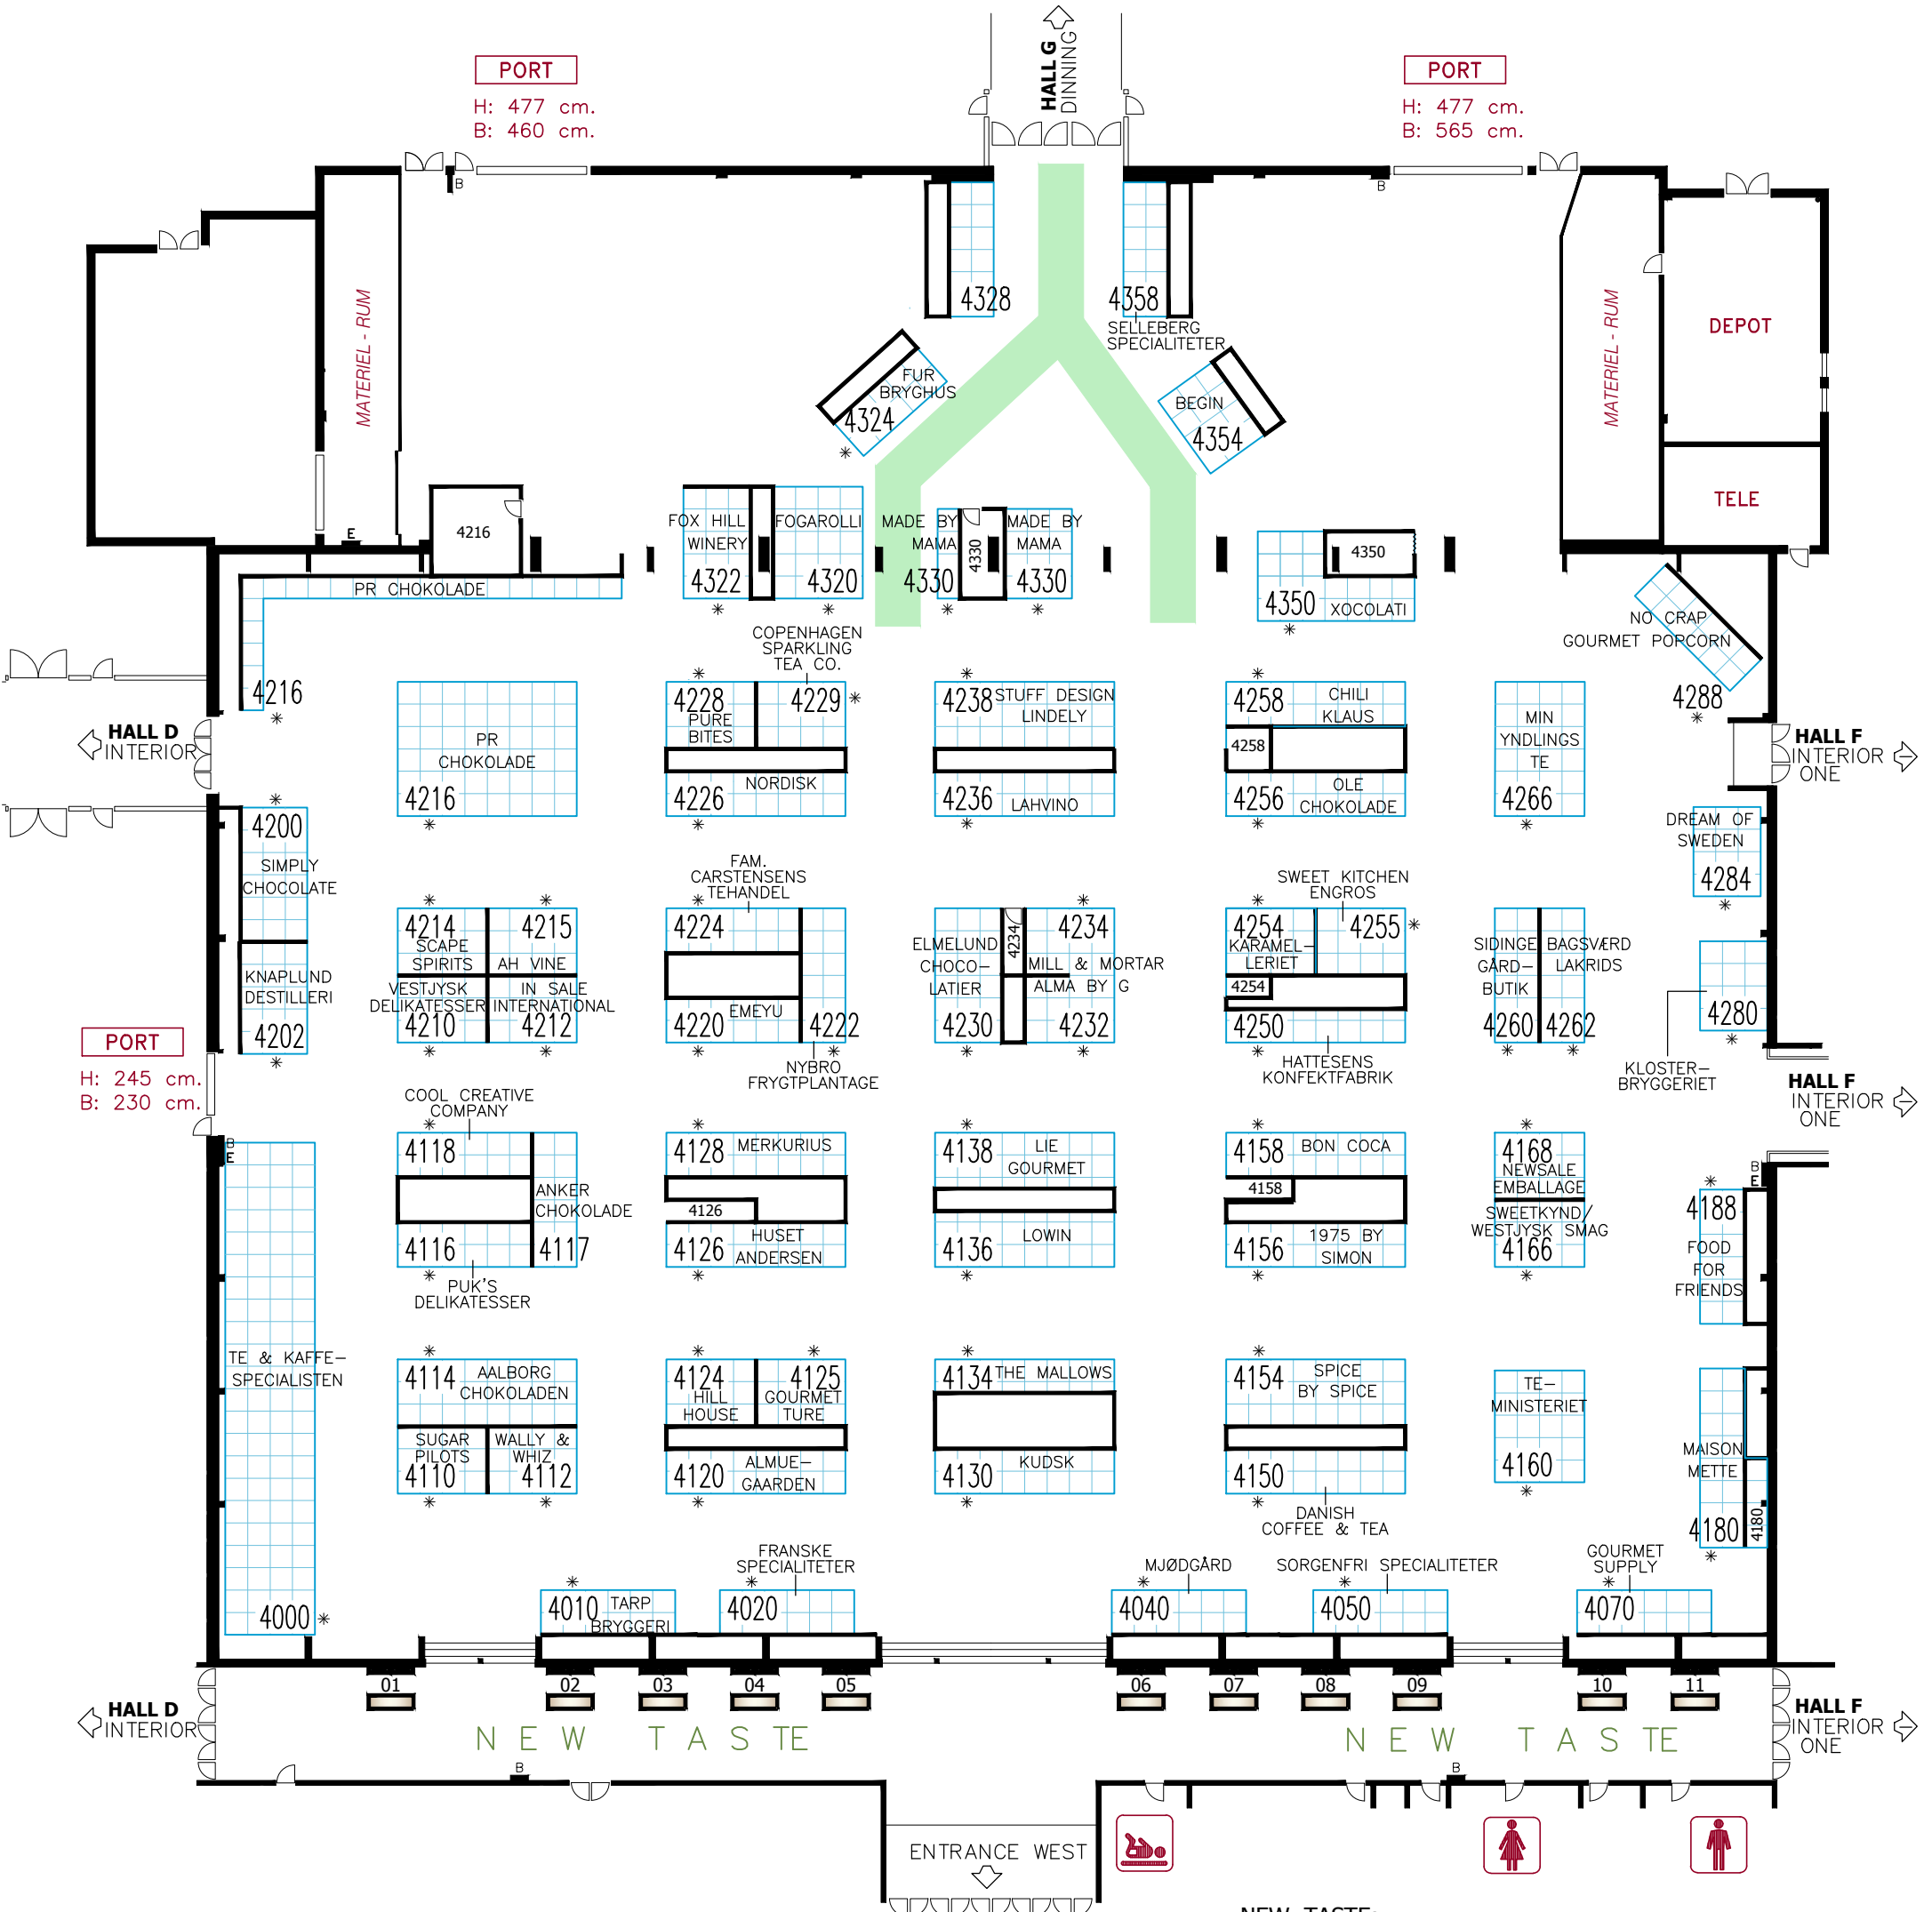 HALL G
DINNING
PORT
H: 477 cm.
B: 460 cm.
PORT
H: 477 cm.
B: 565 cm.
B
B
MATERIEL - RUM
4328
4358
SELLEBERG
SPECIALITETER
MATERIEL - RUM
DEPOT
FUR
BRYGHUS
4324
*
BEGIN
4354
TELE
E
4216
FOX HILL
WINERY
4322
*
FOGAROLLI
4320
*
MADE BY
MAMA
4330
*
4330
MADE BY
MAMA
4330
*
4350
4350
XOCOLATI
*
PR CHOKOLADE
4216
*
NO CRAP
GOURMET POPCORN
4288
*
HALL D
INTERIOR
PR
CHOKOLADE
4216
*
COPENHAGEN
SPARKLING
TEA CO.
*
4228
PURE
BITES
4229 *
NORDISK
4226
*
*
4238 STUFF DESIGN
LINDELY
4236 LAHVINO
*
*
4258 CHILI
KLAUS
4258
4256 OLE
CHOKOLADE
*
MIN
YNDLINGS
TE
4266
*
HALL F
INTERIOR
ONE
*
4200
SIMPLY
CHOCOLATE
KNAPLUND
DESTILLERI
4202
*
DREAM OF
SWEDEN
4284
*
*
4214
SCAPE
SPIRITS
*
4215
AH VINE
VESTJYSK
DELIKATESSER
4210
*
IN SALE
INTERNATIONAL
4212
*
FAM.
CARSTENSENS
TEHANDEL
*
4224
EMEYU
4220
*
4222
*
NYBRO
FRYGTPLANTAGE
ELMELUND
CHOCO-
LATIER
4230
*
4234
*
4234
MILL & MORTAR
ALMA BY G
4232
*
SWEET KITCHEN
ENGROS
*
4254
KARAMEL-
LERIET
4255 *
4254
4250
*
HATTESENS
KONFEKTFABRIK
SIDINGE
GÅRD-
BUTIK
4260
*
BAGSVÆRD
LAKRIDS
4262
*
4280
*
KLOSTER-
BRYGGERIET
PORT
H: 245 cm.
B: 230 cm.
HALL F
INTERIOR
ONE
B
E
COOL CREATIVE
COMPANY
*
4118
ANKER
CHOKOLADE
4116
*
4117
PUK'S
DELIKATESSER
*
4128 MERKURIUS
4126
4126 HUSET
ANDERSEN
*
*
4138 LIE
GOURMET
4136 LOWIN
*
*
4158 BON COCA
4158
4156 1975 BY
SIMON
*
*
4168
NEWSALE
EMBALLAGE
SWEETKYND/
WESTJYSK SMAG
4166
*
B
E
*
4188
FOOD
FOR
FRIENDS
TE & KAFFE-
SPECIALISTEN
4000 *
*
4114 AALBORG
CHOKOLADEN
SUGAR
PILOTS
4110
*
WALLY &
WHIZ
4112
*
*
4124
HILL
HOUSE
*
4125
GOURMET
TURE
4120 ALMUE-
GAARDEN
*
*
4134 THE MALLOWS
4130 KUDSK
*
*
4154 SPICE
BY SPICE
4150
*
DANISH
COFFEE & TEA
TE-
MINISTERIET
4160
*
MAISON
METTE
4180
4180
*
*
4010 TARP
BRYGGERI
FRANSKE
SPECIALITETER
*
4020
MJØDGÅRD
*
4040
SORGENFRI SPECIALITETER
*
4050
GOURMET
SUPPLY
*
4070
01
02
03
04
05
06
07
08
09
10
11
HALL D
INTERIOR
NEW TASTE
NEW TASTE
HALL F
INTERIOR
ONE
B
B
ENTRANCE WEST
NEW TASTE: